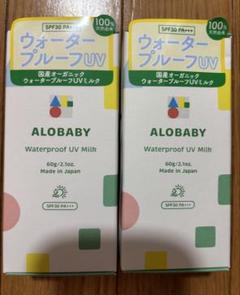 SPF30 PA+++
100%
天然由来
ウォーター
プルーフUV
国産オーガニック
ウォータープルーフUVミルク
ALOBABY
Waterproof UV Milk
60g/2.1oz.
Made in Japan
SPF30 PA+++
SPF30 PA+++
100%
天然由来
ウォーター
プルーフUV
国産オーガニック
ウォータープルーフUVミルク
ALOBABY
Waterproof UV Milk
60g/2.1oz.
Made in Japan
SPF30 PA+++